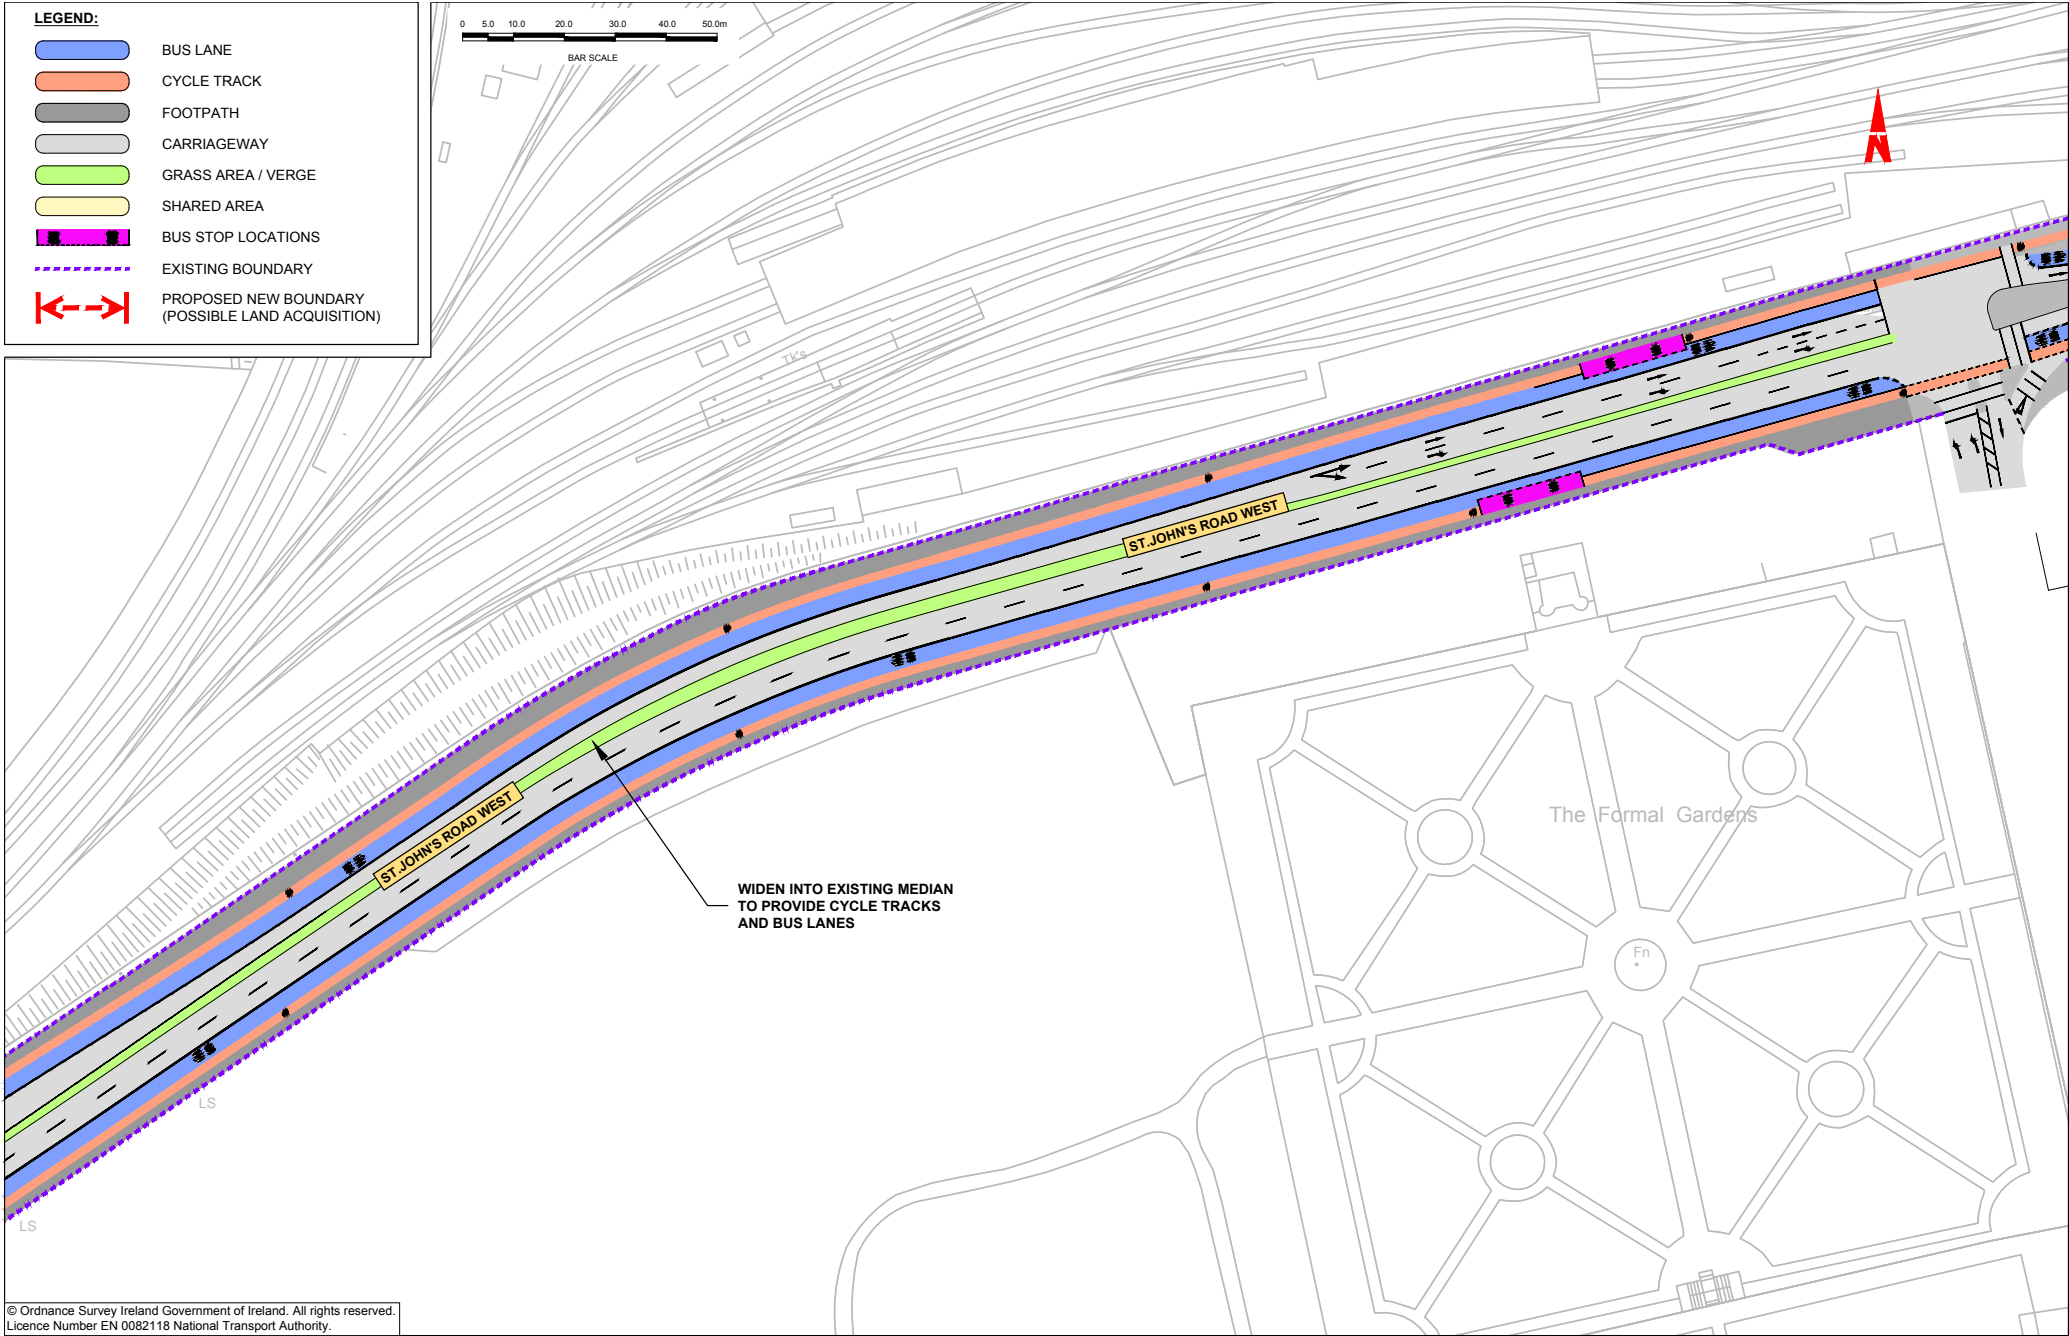 LEGEND:
BUS LANE
CYCLE TRACK
FOOTPATH
CARRIAGEWAY
GRASS AREA / VERGE
SHARED AREA
BUS STOP LOCATIONS
EXISTING BOUNDARY
PROPOSED NEW BOUNDARY
(POSSIBLE LAND ACQUISITION)
0 5.0 10.0 20.0 30.0 40.0 50.0m
BAR SCALE
N
Tk's
ST.JOHN'S ROAD WEST
ST.JOHN'S ROAD WEST
The Formal Gardens
WIDEN INTO EXISTING MEDIAN
TO PROVIDE CYCLE TRACKS
AND BUS LANES
Fn
LS
LS
© Ordnance Survey Ireland Government of Ireland. All rights reserved.
Licence Number EN 0082118 National Transport Authority.